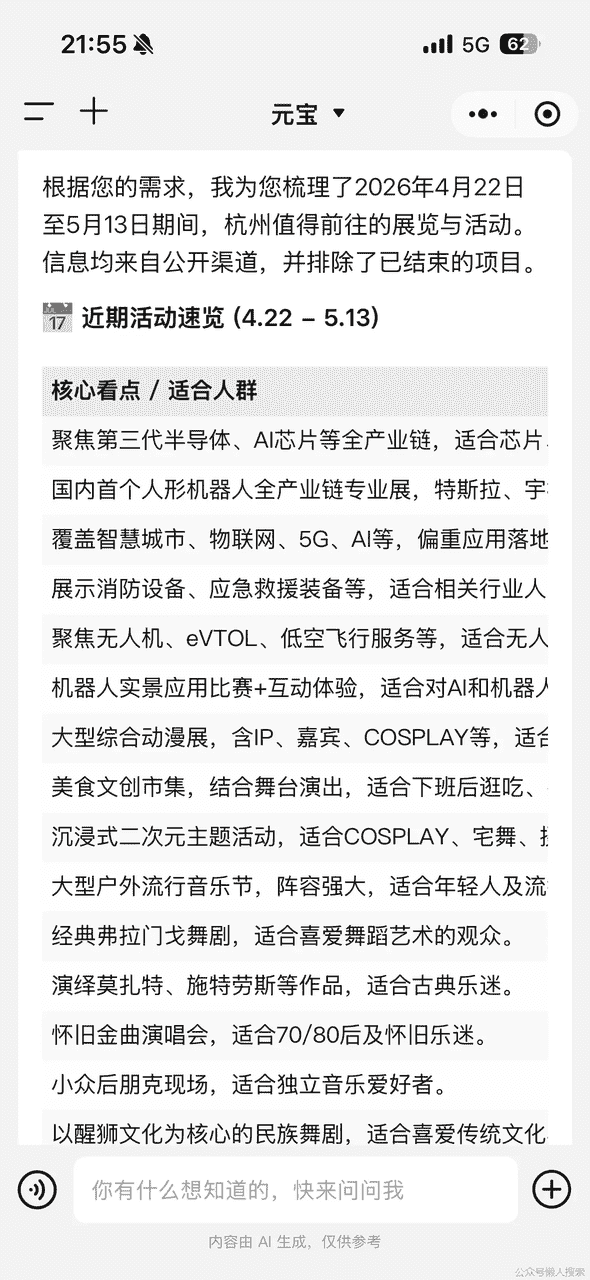 21:55
5G 62
元宝
根据您的需求，我为您梳理了2026年4月22日
至5月13日期间，杭州值得前往的展览与活动。
信息均来自公开渠道，并排除了已结束的项目。
17 近期活动速览 (4.22 – 5.13)
核心看点 / 适合人群
聚焦第三代半导体、AI芯片等全产业链，适合芯片、
国内首个人形机器人全产业链专业展，特斯拉、宇
覆盖智慧城市、物联网、5G、AI等，偏重应用落地
展示消防设备、应急救援装备等，适合相关行业人
聚焦无人机、eVTOL、低空飞行服务等，适合无人
机器人实景应用比赛+互动体验，适合对AI和机器人
大型综合动漫展，含IP、嘉宾、COSPLAY等，适合
美食文创市集，结合舞台演出，适合下班后逛吃、
沉浸式二次元主题活动，适合COSPLAY、宅舞、
大型户外流行音乐节，阵容强大，适合年轻人及流
经典弗拉门戈舞剧，适合喜爱舞蹈艺术的观众。
演绎莫扎特、施特劳斯等作品，适合古典乐迷。
怀旧金曲演唱会，适合70/80后及怀旧乐迷。
小众后朋克现场，适合独立音乐爱好者。
以醒狮文化为核心的民族舞剧，适合喜爱传统文化
你有什么想知道的，快来问问我
内容由 AI 生成，仅供参考
公众号懒人搜索